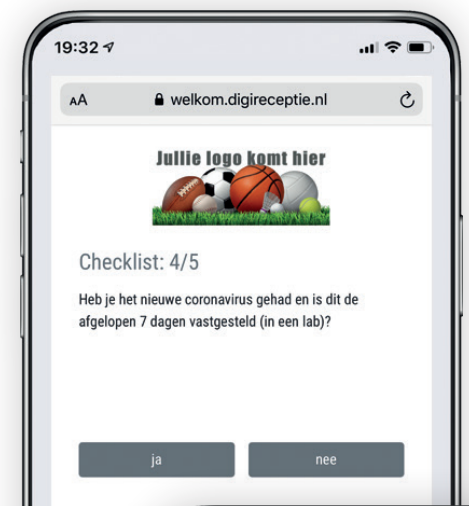 19:32
AA welkom.digireceptie.nl
Jullie logo komt hier
Checklist: 4/5
Heb je het nieuwe coronavirus gehad en is dit de
afgelopen 7 dagen vastgesteld (in een lab)?
ja nee